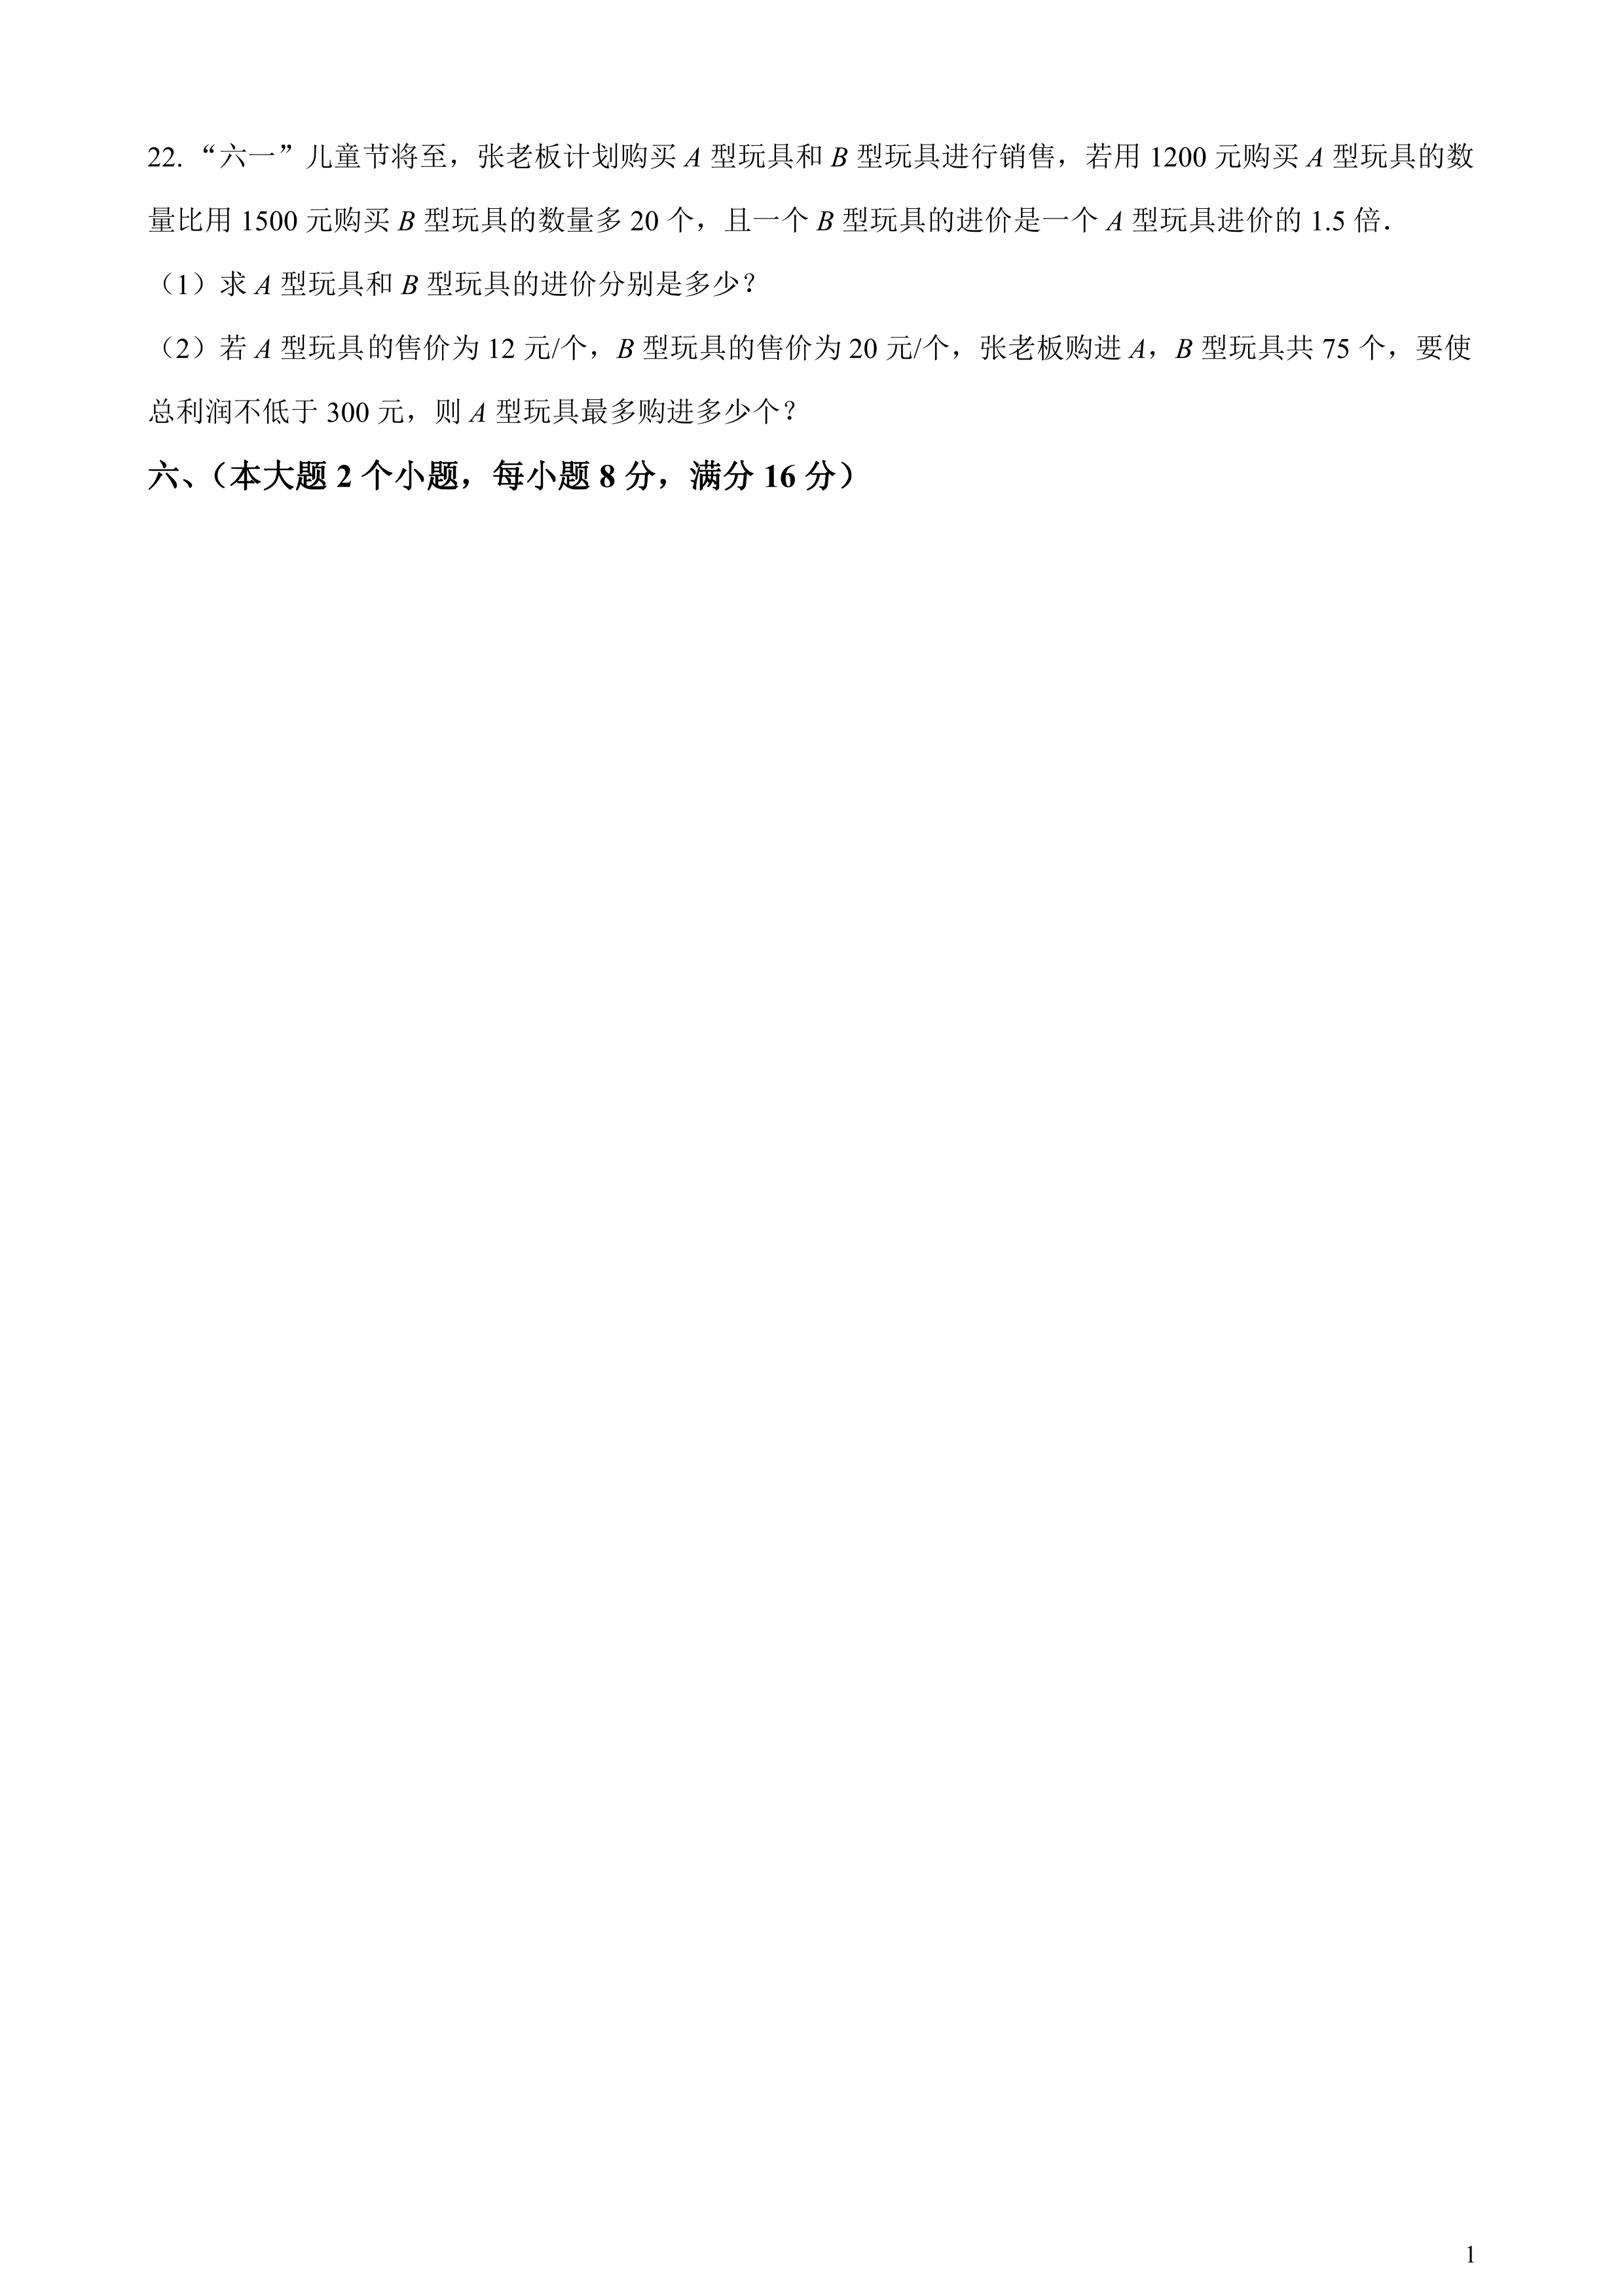 22. “六一”儿童节将至，张老板计划购买 A 型玩具和 B 型玩具进行销售，若用 1200 元购买 A 型玩具的数
量比用 1500 元购买 B 型玩具的数量多 20 个，且一个 B 型玩具的进价是一个 A 型玩具进价的 1.5 倍．
（1）求 A 型玩具和 B 型玩具的进价分别是多少？
（2）若 A 型玩具的售价为 12 元/个，B 型玩具的售价为 20 元/个，张老板购进 A，B 型玩具共 75 个，要使
总利润不低于 300 元，则 A 型玩具最多购进多少个？
六、（本大题 2 个小题，每小题 8 分，满分 16 分）
1